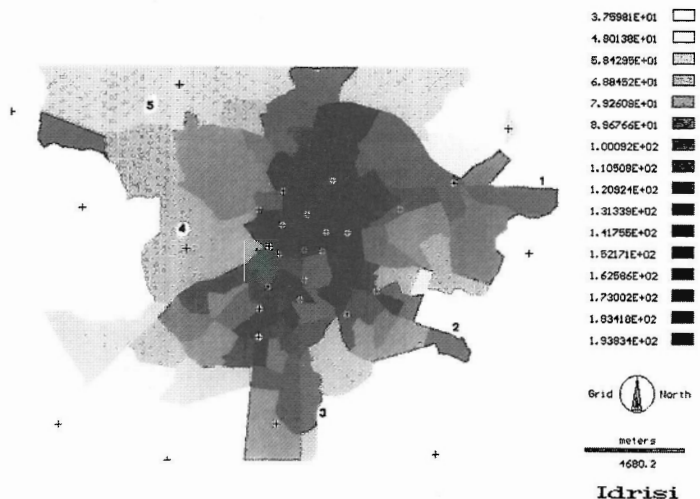 3.75981E+01
4.80138E+01
5.84295E+01
6.88452E+01
7.92608E+01
8.96766E+01
1.00092E+02
1.10508E+02
1.20924E+02
1.31339E+02
1.41755E+02
1.52171E+02
1.62586E+02
1.73002E+02
1.83418E+02
1.93834E+02
5
1
4
2
3
Grid North
meters
4680.2
Idrisi